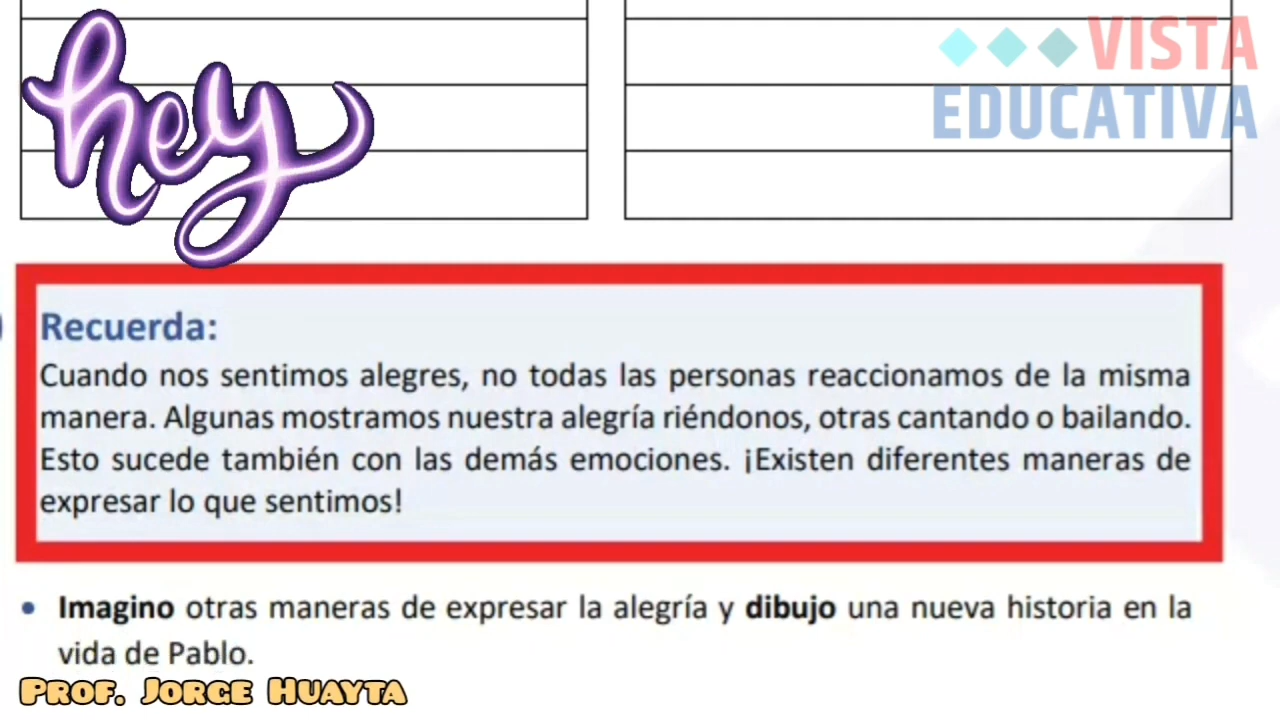 hey
VISTA
EDUCATIVA
Recuerda:
Cuando nos sentimos alegres, no todas las personas reaccionamos de la misma
manera. Algunas mostramos nuestra alegría riéndonos, otras cantando o bailando.
Esto sucede también con las demás emociones. ¡Existen diferentes maneras de
expresar lo que sentimos!
• Imagino otras maneras de expresar la alegría y dibujo una nueva historia en la
vida de Pablo.
PROF. JORGE HUAYTA